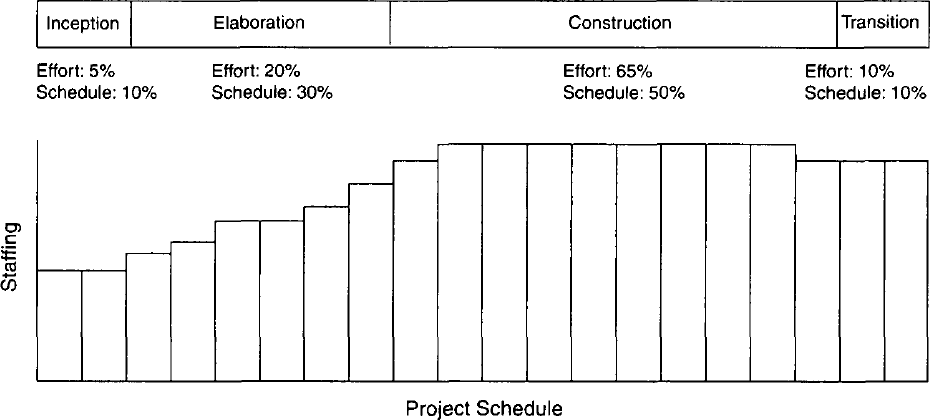 Inception Elaboration Construction Transition
Effort: 5% Effort: 20% Effort: 65% Effort: 10%
Schedule: 10% Schedule: 30% Schedule: 50% Schedule: 10%
Staffing
Project Schedule